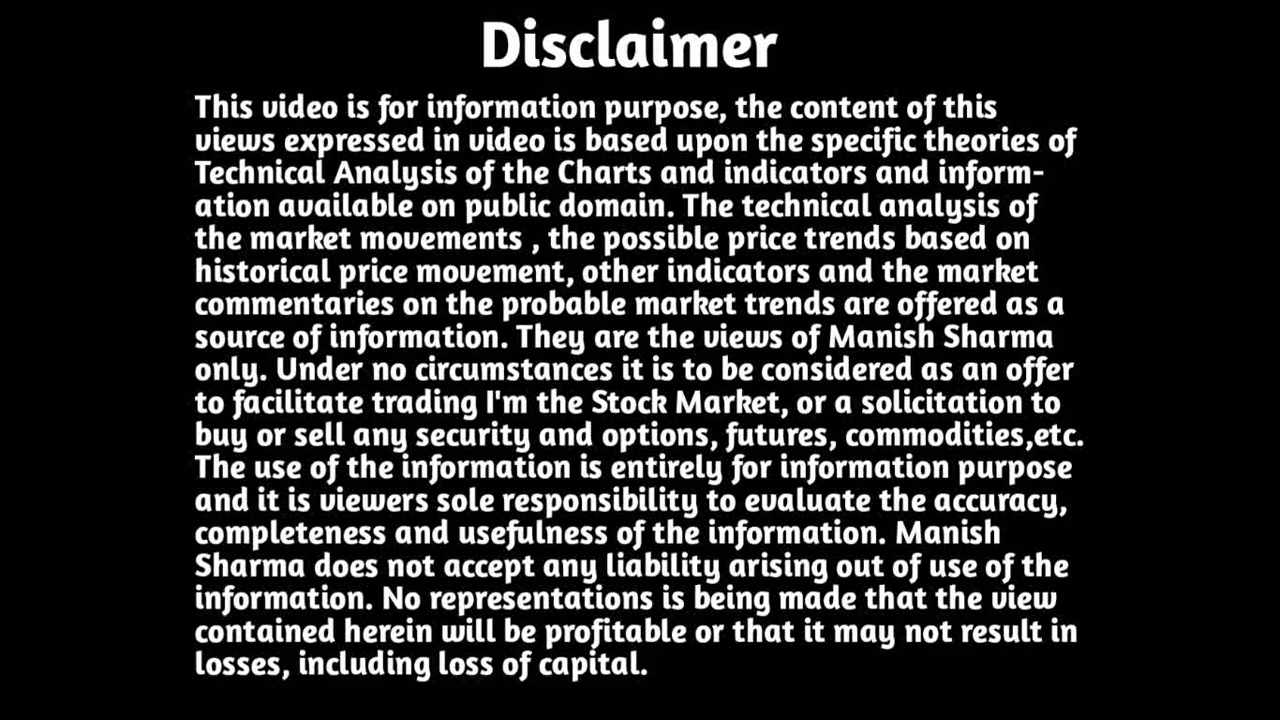 Disclaimer
This video is for information purpose, the content of this
views expressed in video is based upon the specific theories of
Technical Analysis of the Charts and indicators and inform-
ation available on public domain. The technical analysis of
the market movements , the possible price trends based on
historical price movement, other indicators and the market
commentaries on the probable market trends are offered as a
source of information. They are the views of Manish Sharma
only. Under no circumstances it is to be considered as an offer
to facilitate trading I'm the Stock Market, or a solicitation to
buy or sell any security and options, futures, commodities,etc.
The use of the information is entirely for information purpose
and it is viewers sole responsibility to evaluate the accuracy,
completeness and usefulness of the information. Manish
Sharma does not accept any liability arising out of use of the
information. No representations is being made that the view
contained herein will be profitable or that it may not result in
losses, including loss of capital.